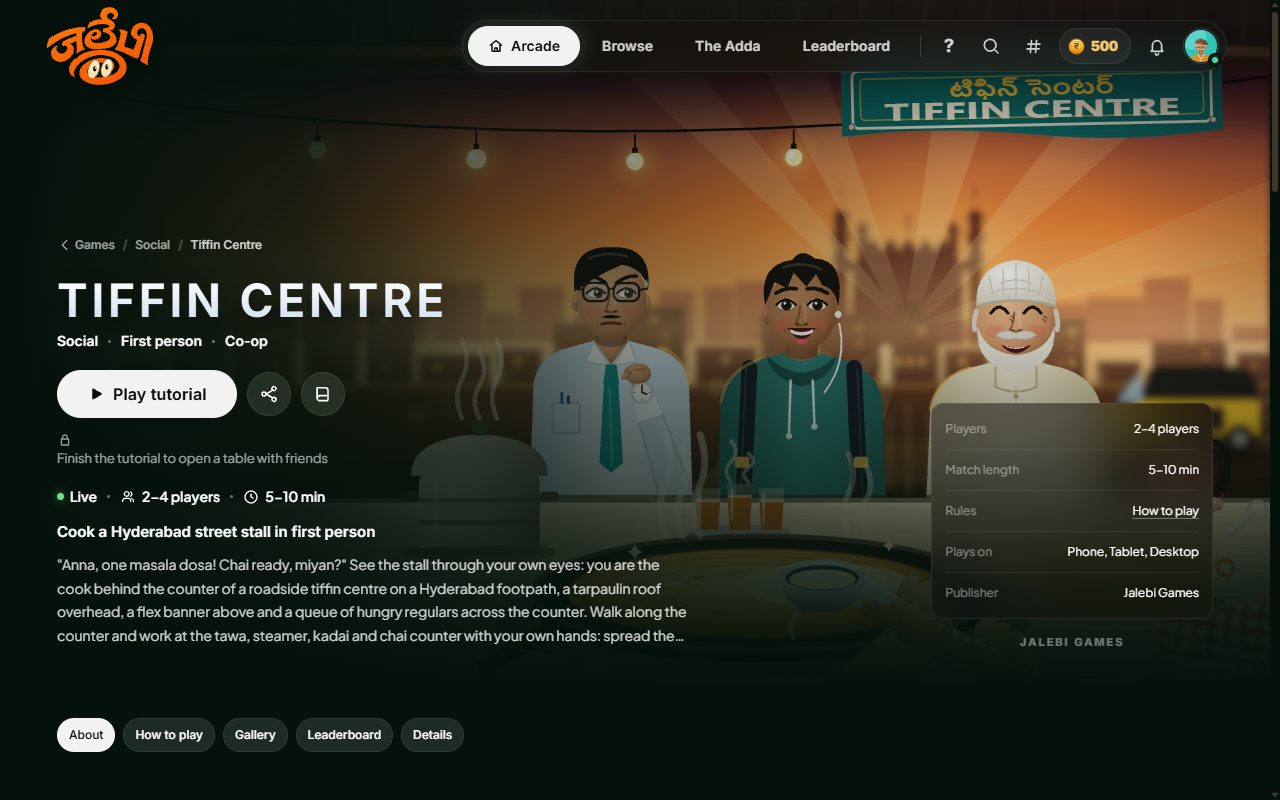 जलेबी
Arcade
Browse
The Adda
Leaderboard
?
#
500
టిఫిన్ సెంటర్
TIFFIN CENTRE
Games / Social / Tiffin Centre
TIFFIN CENTRE
Social · First person · Co-op
Play tutorial
Finish the tutorial to open a table with friends
Live · 2–4 players · 5–10 min
Cook a Hyderabad street stall in first person
"Anna, one masala dosa! Chai ready, miyan?" See the stall through your own eyes: you are the
cook behind the counter of a roadside tiffin centre on a Hyderabad footpath, a tarpaulin roof
overhead, a flex banner above and a queue of hungry regulars across the counter. Walk along the
counter and work at the tawa, steamer, kadai and chai counter with your own hands: spread the…
Players 2–4 players
Match length 5–10 min
Rules How to play
Plays on Phone, Tablet, Desktop
Publisher Jalebi Games
JALEBI GAMES
About
How to play
Gallery
Leaderboard
Details